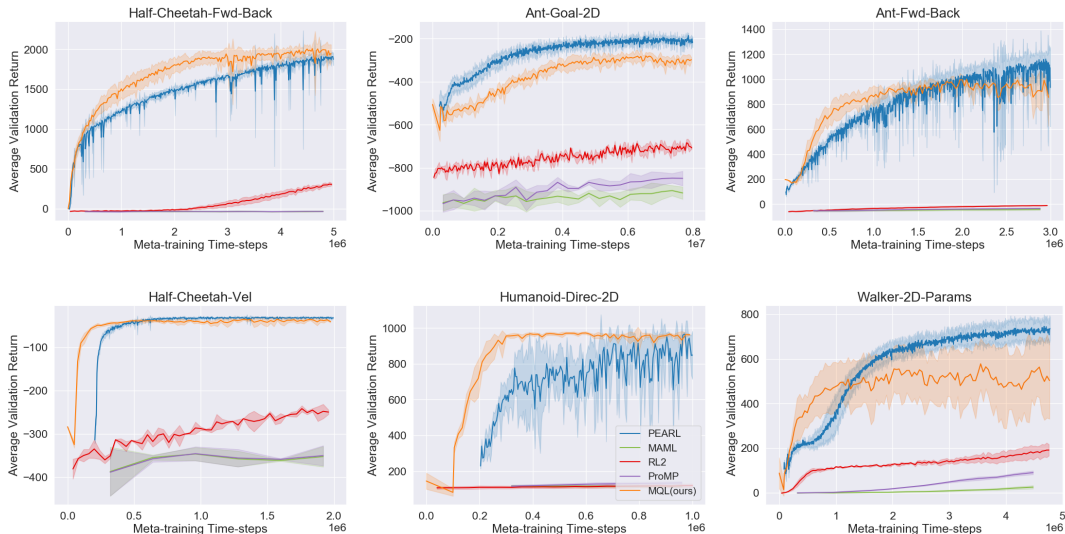 Half-Cheetah-Fwd-Back
Average Validation Return
2000
1500
1000
500
0
0 1 2 3 4 5
1e6
Meta-training Time-steps
Ant-Goal-2D
Average Validation Return
−200
−400
−600
−800
−1000
0.0 0.2 0.4 0.6 0.8
1e7
Meta-training Time-steps
Ant-Fwd-Back
Average Validation Return
1400
1200
1000
800
600
400
200
0
0.0 0.5 1.0 1.5 2.0 2.5 3.0
1e6
Meta-training Time-steps
Half-Cheetah-Vel
Average Validation Return
−100
−200
−300
−400
0.0 0.5 1.0 1.5 2.0
1e6
Meta-training Time-steps
Humanoid-Direc-2D
Average Validation Return
1000
800
600
400
200
0.0 0.2 0.4 0.6 0.8 1.0
1e6
Meta-training Time-steps
PEARL
MAML
RL2
ProMP
MQL(ours)
Walker-2D-Params
Average Validation Return
800
600
400
200
0
0 1 2 3 4 5
1e6
Meta-training Time-steps